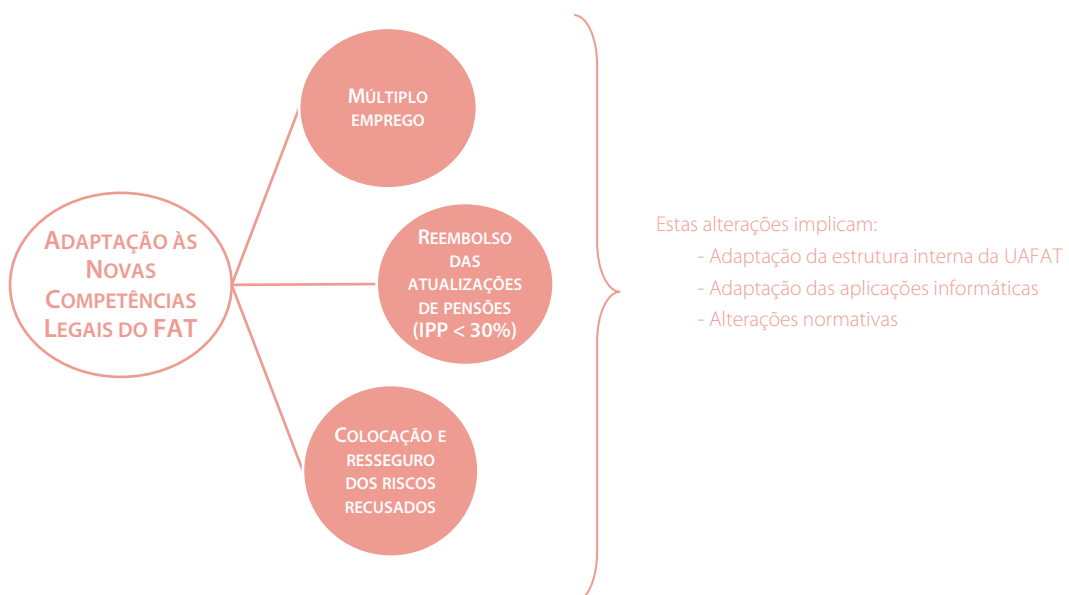 Múltiplo
emprego
Adaptação às
Novas
Competências
Legais do FAT
Reembolso
das
atualizações
de pensões
(IPP < 30%)
Colocação e
resseguro
dos riscos
recusados
Estas alterações implicam:
- Adaptação da estrutura interna da UAFAT
- Adaptação das aplicações informáticas
- Alterações normativas